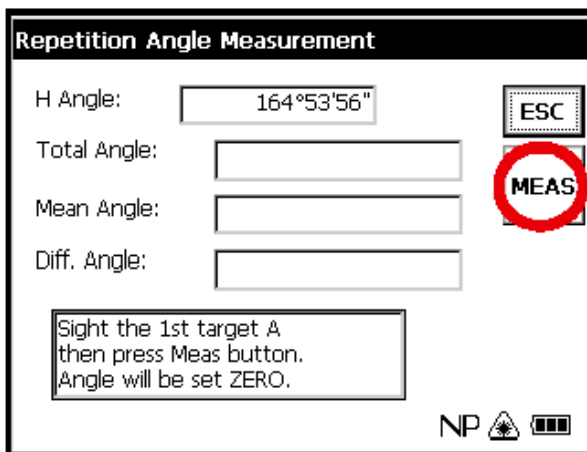 Repetition Angle Measurement
H Angle: 164°53'56" ESC
Total Angle:
MEAS
Mean Angle:
Diff. Angle:
Sight the 1st target A
then press Meas button.
Angle will be set ZERO.
NP